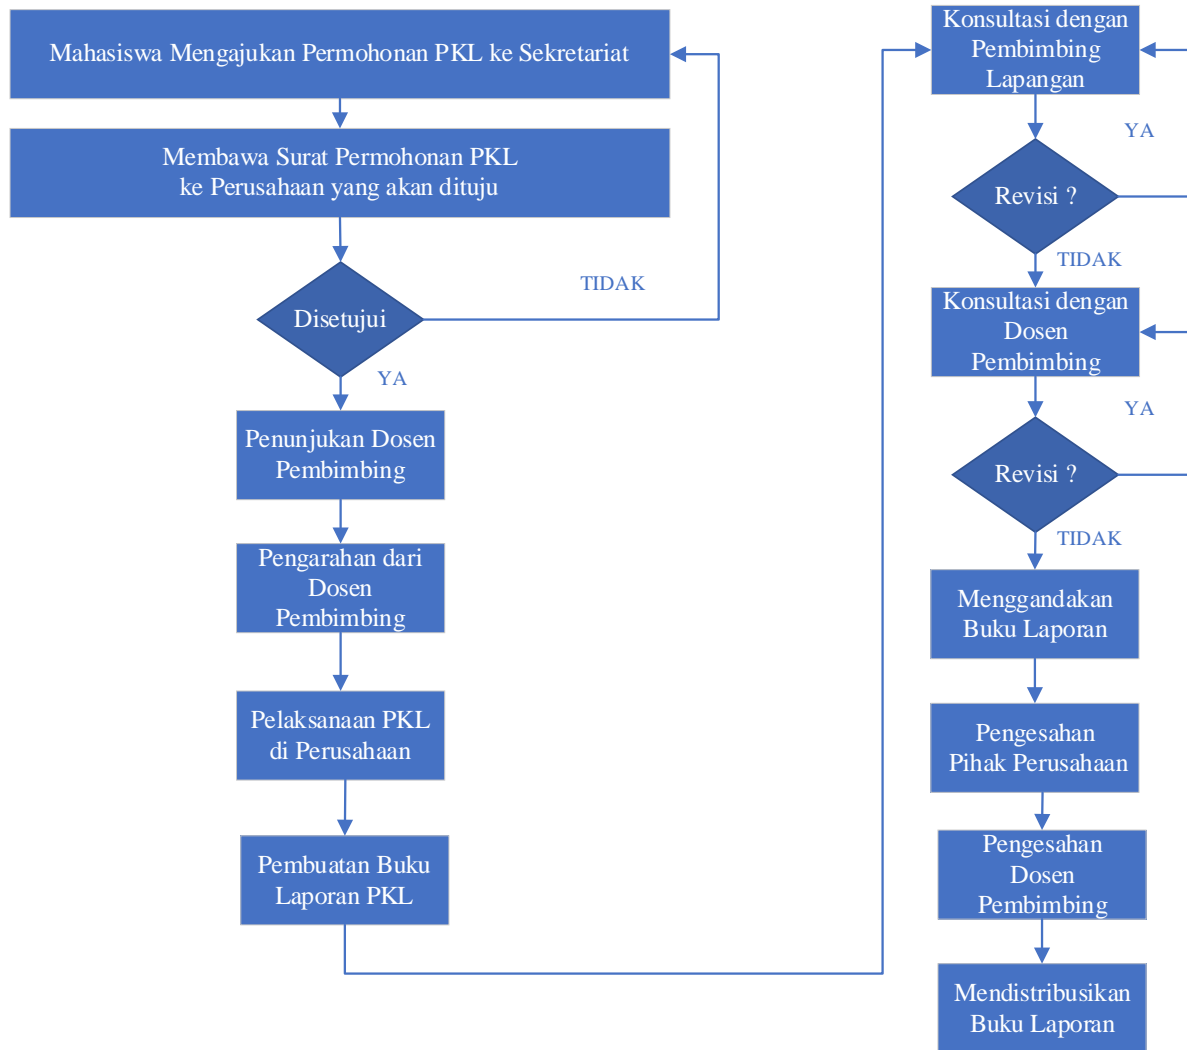 Mahasiswa Mengajukan Permohonan PKL ke Sekretariat
Membawa Surat Permohonan PKL
ke Perusahaan yang akan dituju
Disetujui
TIDAK
YA
Penunjukan Dosen
Pembimbing
Pengarahan dari
Dosen
Pembimbing
Pelaksanaan PKL
di Perusahaan
Pembuatan Buku
Laporan PKL
Konsultasi dengan
Pembimbing
Lapangan
YA
Revisi ?
TIDAK
Konsultasi dengan
Dosen
Pembimbing
YA
Revisi ?
TIDAK
Menggandakan
Buku Laporan
Pengesahan
Pihak Perusahaan
Pengesahan
Dosen
Pembimbing
Mendistribusikan
Buku Laporan